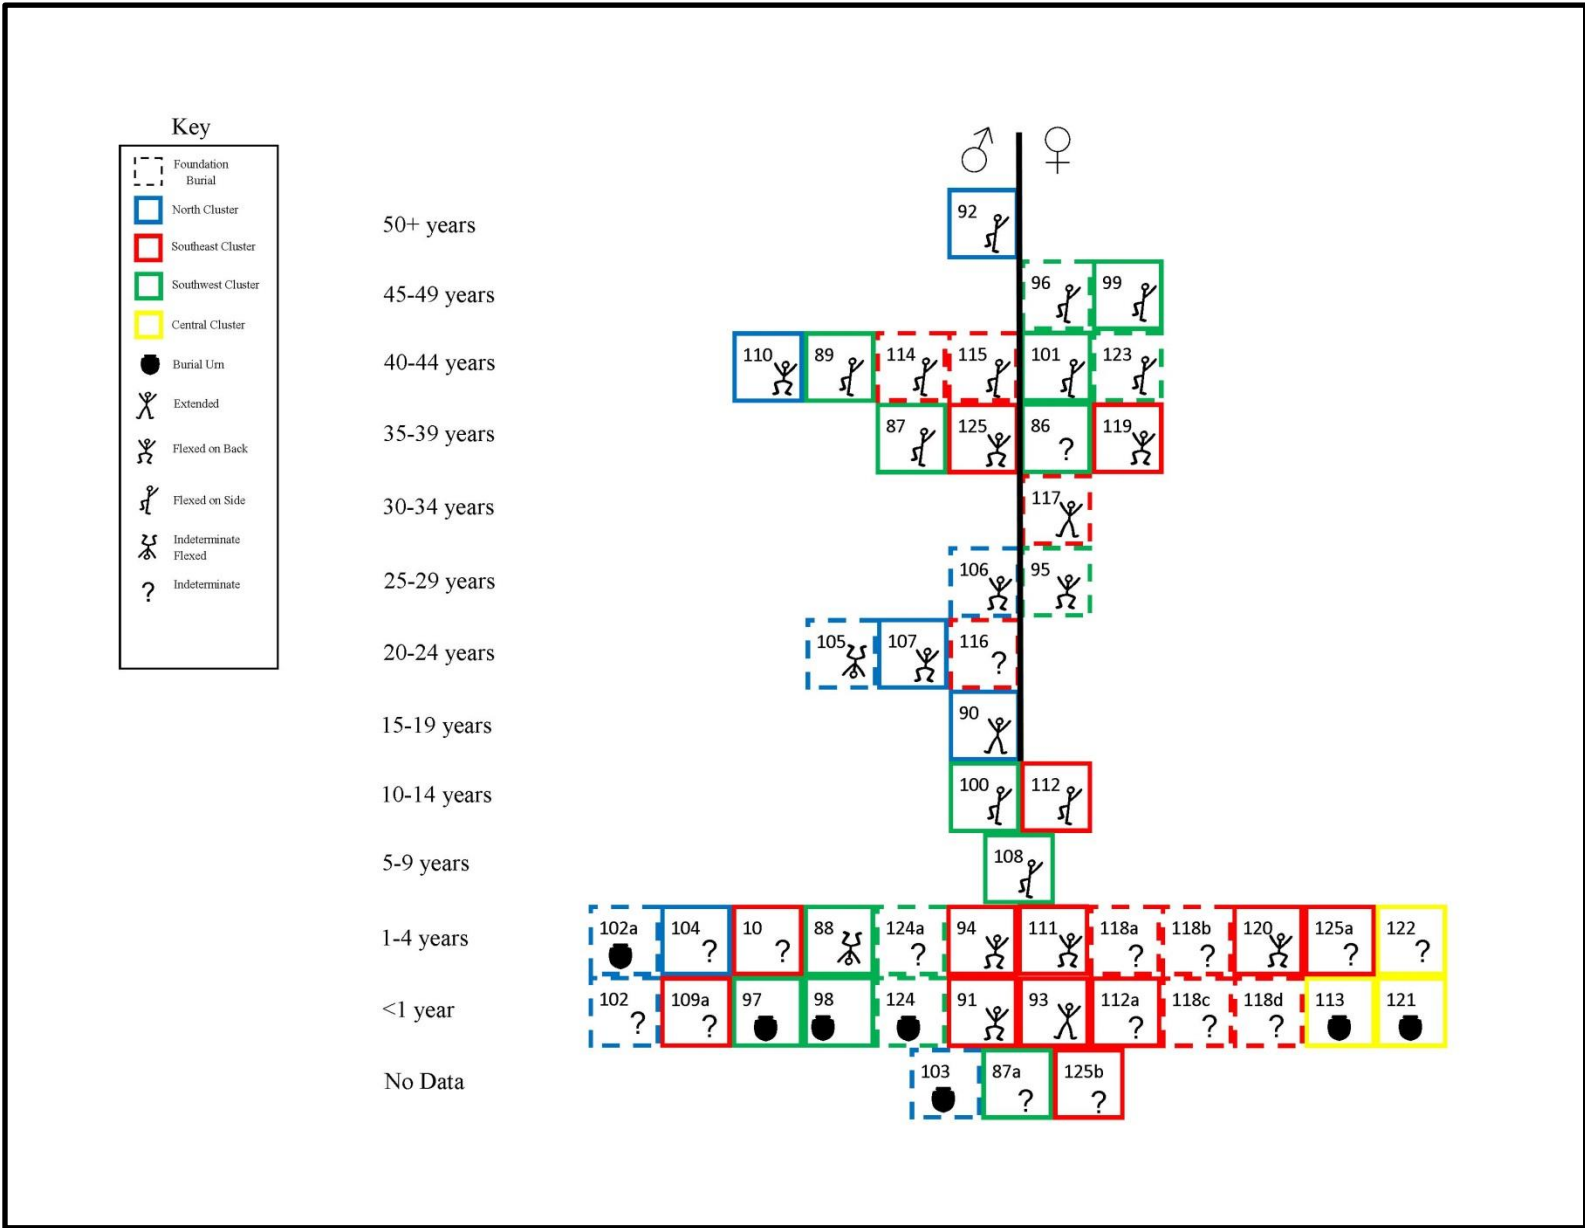 Key
Foundation
Burial
North Cluster
Southeast Cluster
Southwest Cluster
Central Cluster
Burial Urn
Extended
Flexed on Back
Flexed on Side
Indeterminate
Flexed
? Indeterminate
♂ ♀
50+ years 92
45-49 years 96 99
40-44 years 110 89 114 115 101 123
35-39 years 87 125 86 ? 119
30-34 years 117
25-29 years 106 95
20-24 years 105 107 116 ?
15-19 years 90
10-14 years 100 112
5-9 years 108
1-4 years 102a 104 ? 10 ? 88 124a ? 94 111 118a ? 118b ? 120 125a ? 122 ?
<1 year 102 ? 109a ? 97 98 124 91 93 112a ? 118c ? 118d ? 113 121
No Data 103 87a ? 125b ?